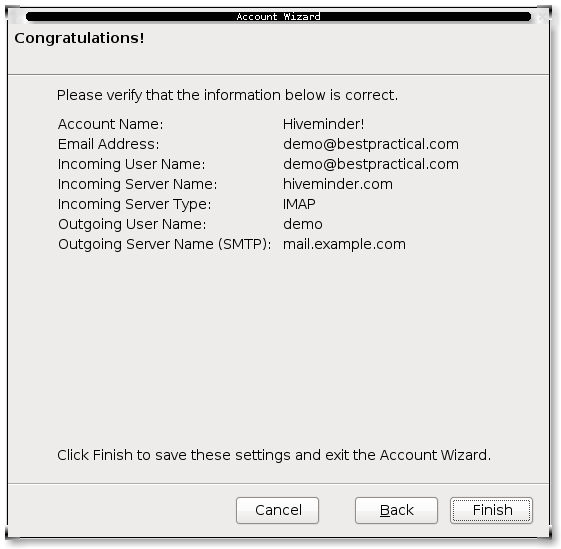 Account Wizard
Congratulations!
Please verify that the information below is correct.
Account Name: Hiveminder!
Email Address: demo@bestpractical.com
Incoming User Name: demo@bestpractical.com
Incoming Server Name: hiveminder.com
Incoming Server Type: IMAP
Outgoing User Name: demo
Outgoing Server Name (SMTP): mail.example.com
Click Finish to save these settings and exit the Account Wizard.
Cancel Back Finish